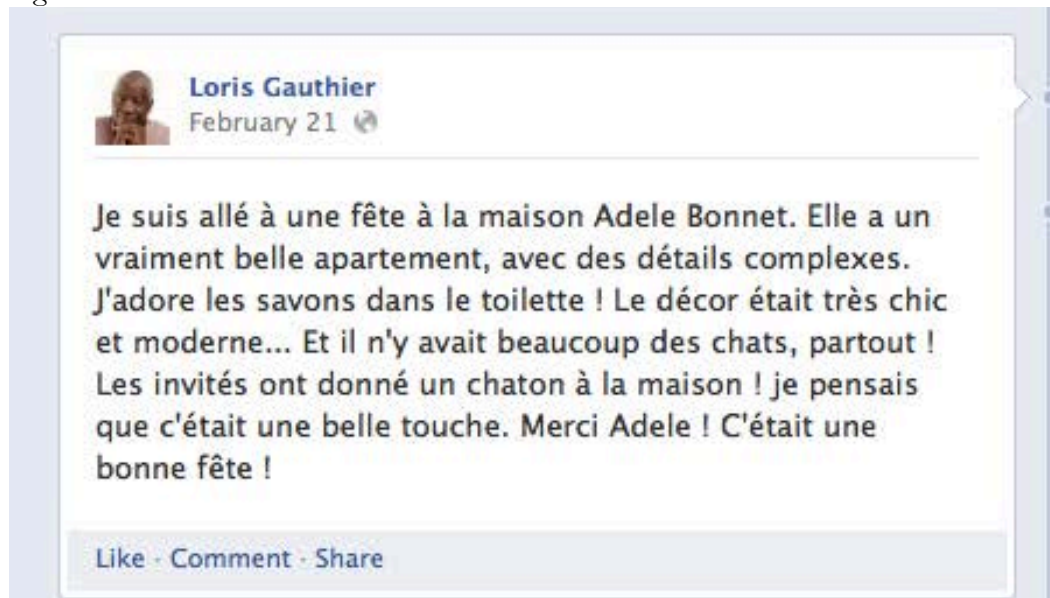 Loris Gauthier
February 21
Je suis allé à une fête à la maison Adele Bonnet. Elle a un
vraiment belle apartement, avec des détails complexes.
J'adore les savons dans le toilette ! Le décor était très chic
et moderne... Et il n'y avait beaucoup des chats, partout !
Les invités ont donné un chaton à la maison ! je pensais
que c'était une belle touche. Merci Adele ! C'était une
bonne fête !
Like · Comment · Share